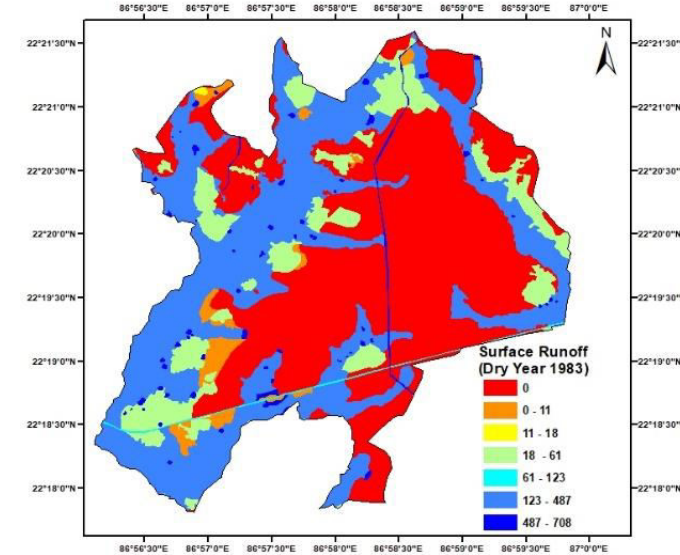 86°56'30"E 86°57'0"E 86°57'30"E 86°58'0"E 86°58'30"E 86°59'0"E 86°59'30"E 87°0'0"E
N
22°21'30"N 22°21'30"N
22°21'0"N 22°21'0"N
22°20'30"N 22°20'30"N
22°20'0"N 22°20'0"N
22°19'30"N 22°19'30"N
22°19'0"N 22°19'0"N
Surface Runoff
(Dry Year 1983)
0
0 - 11
22°18'30"N 22°18'30"N
11 - 18
18 - 61
61 - 123
22°18'0"N 22°18'0"N
123 - 487
487 - 708
86°56'30"E 86°57'0"E 86°57'30"E 86°58'0"E 86°58'30"E 86°59'0"E 86°59'30"E 87°0'0"E